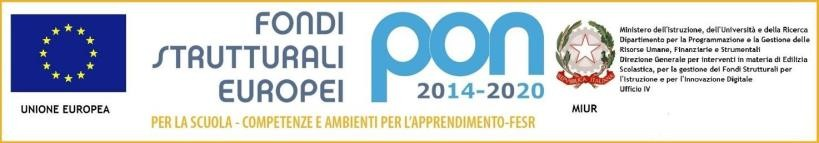 UNIONE EUROPEA
FONDI
STRUTTURALI
EUROPEI
pon
2014-2020
PER LA SCUOLA - COMPETENZE E AMBIENTI PER L'APPRENDIMENTO-FESR
REPVBBLICA ITALIANA
MIUR
Ministero dell'Istruzione, dell'Università e della Ricerca
Dipartimento per la Programmazione e la Gestione delle
Risorse Umane, Finanziarie e Strumentali
Direzione Generale per interventi in materia di Edilizia
Scolastica, per la gestione dei Fondi Strutturali per
l'Istruzione e per l'Innovazione Digitale
Ufficio IV